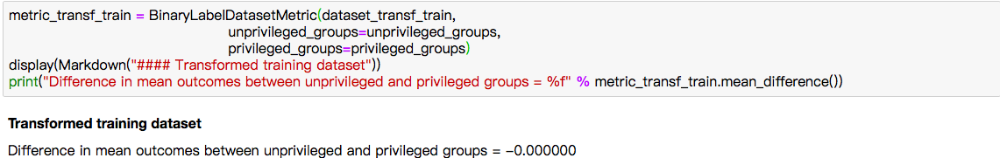 metric_transf_train = BinaryLabelDatasetMetric(dataset_transf_train,
unprivileged_groups=unprivileged_groups,
privileged_groups=privileged_groups)
display(Markdown("#### Transformed training dataset"))
print("Difference in mean outcomes between unprivileged and privileged groups = %f" % metric_transf_train.mean_difference())
Transformed training dataset
Difference in mean outcomes between unprivileged and privileged groups = −0.000000